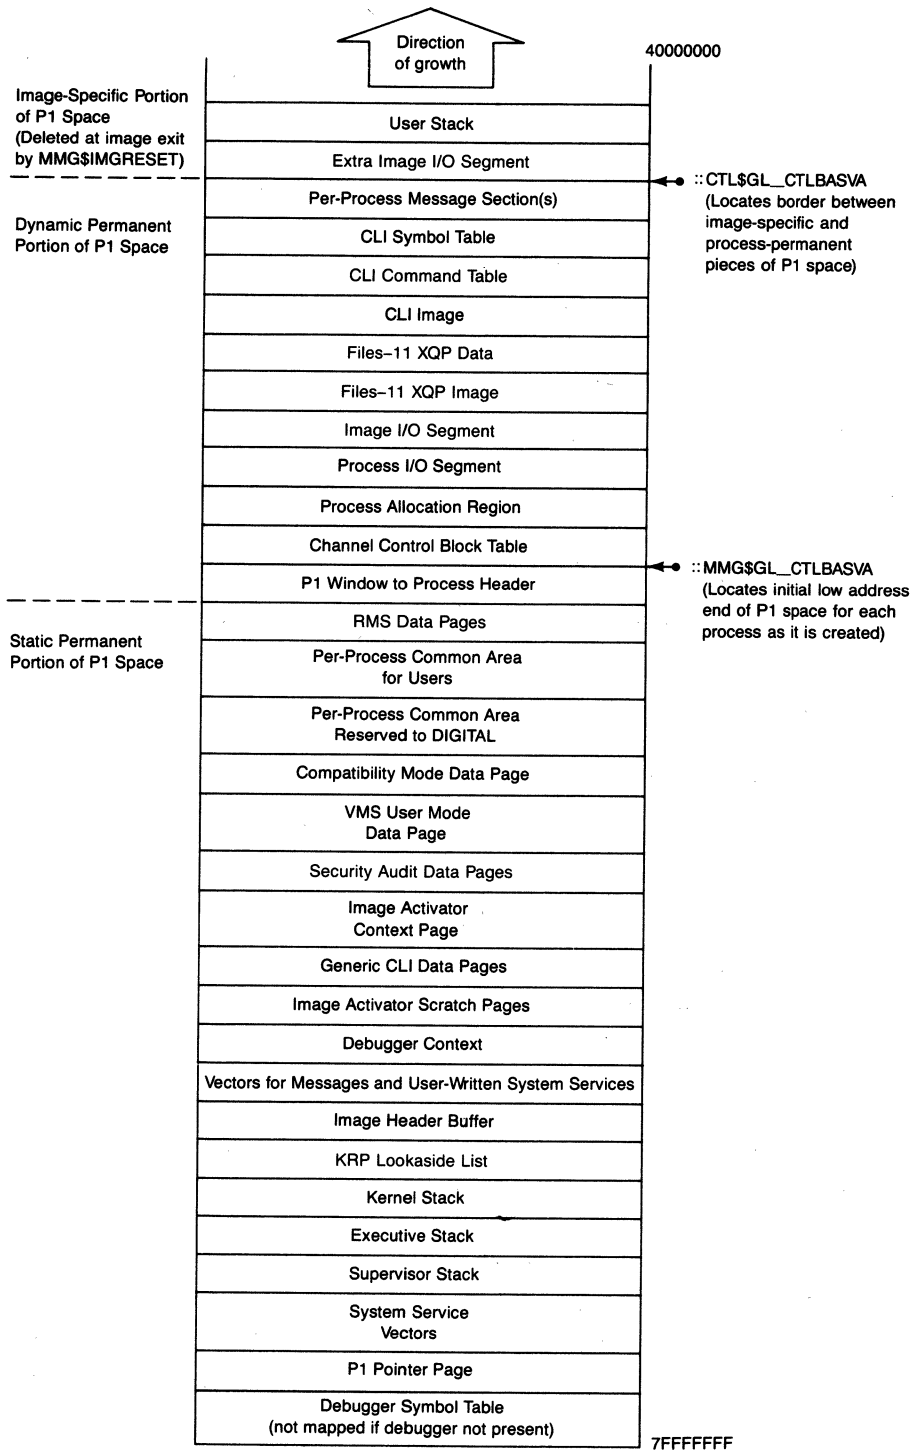 Direction
of growth
40000000
Image-Specific Portion
of P1 Space
(Deleted at image exit
by MMG$IMGRESET)
User Stack
Extra Image I/O Segment
::CTL$GL__CTLBASVA
(Locates border between
image-specific and
process-permanent
pieces of P1 space)
Dynamic Permanent
Portion of P1 Space
Per-Process Message Section(s)
CLI Symbol Table
CLI Command Table
CLI Image
Files–11 XQP Data
Files–11 XQP Image
Image I/O Segment
Process I/O Segment
Process Allocation Region
Channel Control Block Table
P1 Window to Process Header
::MMG$GL__CTLBASVA
(Locates initial low address
end of P1 space for each
process as it is created)
Static Permanent
Portion of P1 Space
RMS Data Pages
Per-Process Common Area
for Users
Per-Process Common Area
Reserved to DIGITAL
Compatibility Mode Data Page
VMS User Mode
Data Page
Security Audit Data Pages
Image Activator
Context Page
Generic CLI Data Pages
Image Activator Scratch Pages
Debugger Context
Vectors for Messages and User-Written System Services
Image Header Buffer
KRP Lookaside List
Kernel Stack
Executive Stack
Supervisor Stack
System Service
Vectors
P1 Pointer Page
Debugger Symbol Table
(not mapped if debugger not present)
7FFFFFFF